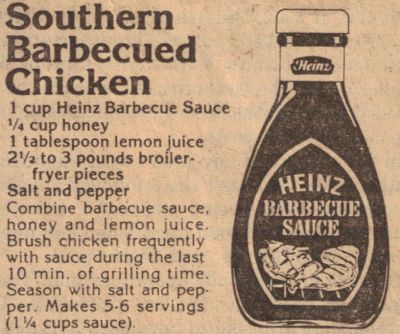 Southern
Barbecued
Chicken
1 cup Heinz Barbecue Sauce
¼ cup honey
1 tablespoon lemon juice
2½ to 3 pounds broiler-
fryer pieces
Salt and pepper
Combine barbecue sauce,
honey and lemon juice.
Brush chicken frequently
with sauce during the last
10 min. of grilling time.
Season with salt and pep-
per. Makes 5-6 servings
(1¼ cups sauce).
Heinz
HEINZ
BARBECUE
SAUCE